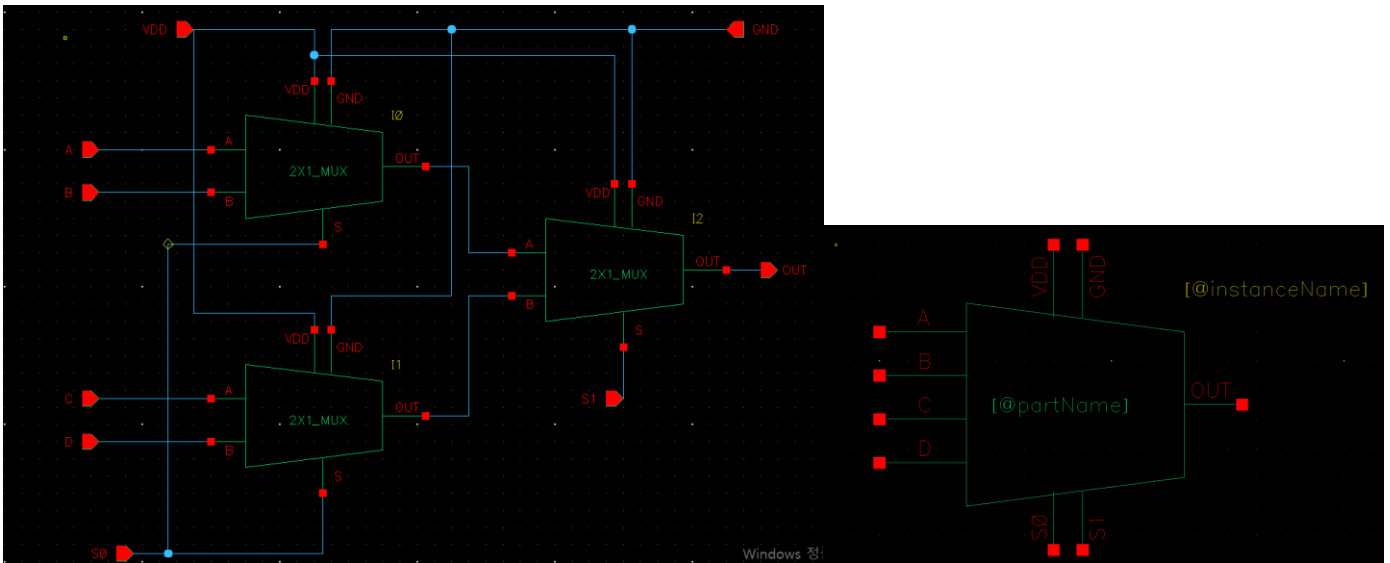 VDD
GND
VDD
GND
I0
A
A
2X1_MUX
OUT
B
B
S
VDD
GND
I2
A
2X1_MUX
OUT
OUT
B
S
S1
VDD
GND
I1
C
A
2X1_MUX
OUT
D
B
S
S0
Windows 정
VDD
GND
[@instanceName]
A
B
C
D
[@partName]
OUT
S0
S1